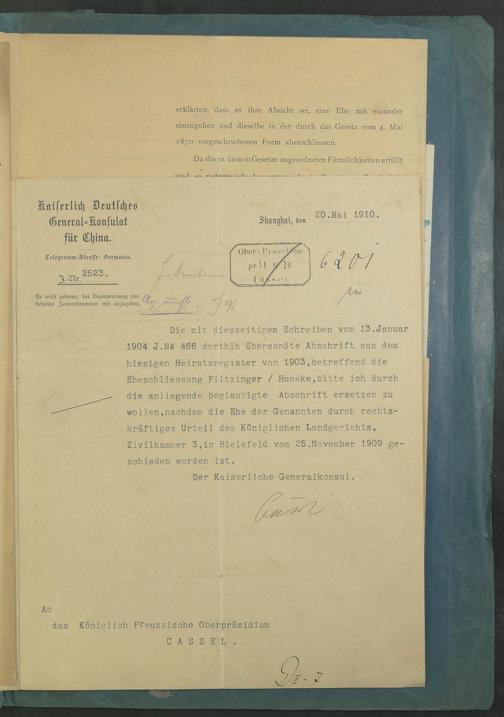 erklärten, dass es ihre Absicht sei, eine Ehe mit einander
einzugehen und dieselbe in der durch das Gesetz vom 4. Mai
1870 vorgeschriebenen Form abzuschliessen.
Da die in diesem Gesetze angeordneten Förmlichkeiten erfüllt
Kaiserlich Deutsches
General-Konsulat
für China.
Telegramm-Adresse: Germania.
J.-Nr. 2523.
Es wird gebeten, bei Beantwortung vor-
stehende Journalnummer mit anzugeben.
Shanghai, den 20.Mai 1910.
6201
Die mit diesseitigem Schreiben vom 13.Januar
1904 J.№ 466 dorthin übersandte Abschrift aus dem
hiesigen Heiratsregister von 1903,betreffend die
Eheschliessung Filtzinger / Huneke,bitte ich durch
die anliegende beglaubigte Abschrift ersetzen zu
wollen,nachdem die Ehe der Genannten durch rechts-
kräftiges Urteil des Königlichen Landgerichts,
Zivilkammer 3,in Bielefeld vom 25.November 1909 ge-
schieden worden ist.
Der Kaiserliche Generalkonsul.
An
das Königlich Preussische Oberpräsidium
CASSEL.